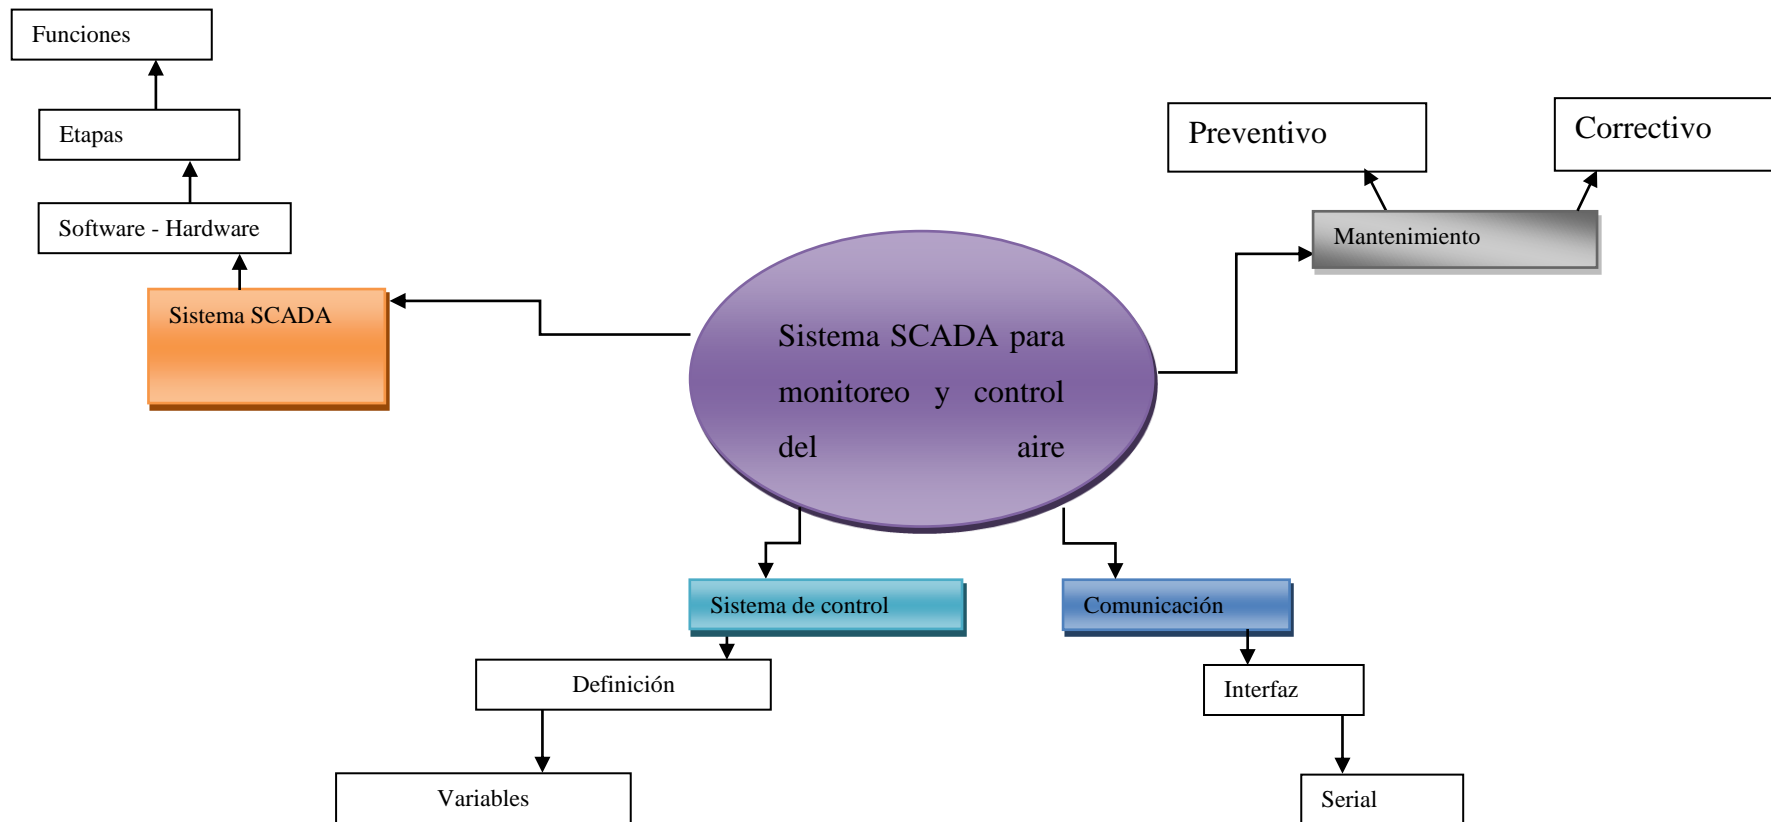 Funciones
Etapas
Software - Hardware
Sistema SCADA
Preventivo
Correctivo
Mantenimiento
Sistema SCADA para
monitoreo y control
del aire
Sistema de control
Comunicación
Definición
Interfaz
Variables
Serial